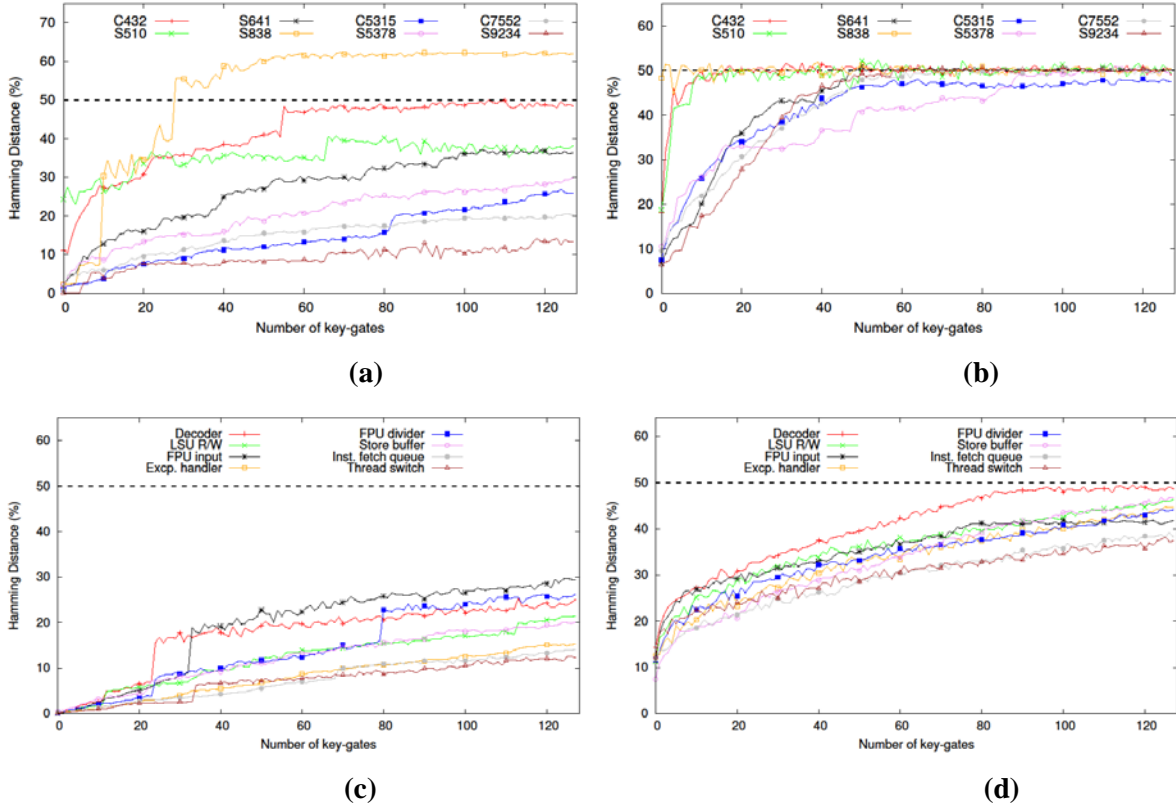 C432 S641 C5315 C7552
S510 S838 S5378 S9234
Hamming Distance (%)
70
60
50
40
30
20
10
0
0 20 40 60 80 100 120
Number of key-gates
(a)
C432 S641 C5315 C7552
S510 S838 S5378 S9234
Hamming Distance (%)
60
50
40
30
20
10
0
0 20 40 60 80 100 120
Number of key-gates
(b)
Decoder FPU divider
LSU R/W Store buffer
FPU input Inst. fetch queue
Excp. handler Thread switch
Hamming Distance (%)
60
50
40
30
20
10
0
0 20 40 60 80 100 120
Number of key-gates
(c)
Decoder FPU divider
LSU R/W Store buffer
FPU input Inst. fetch queue
Excp. handler Thread switch
Hamming Distance (%)
60
50
40
30
20
10
0
0 20 40 60 80 100 120
Number of key-gates
(d)